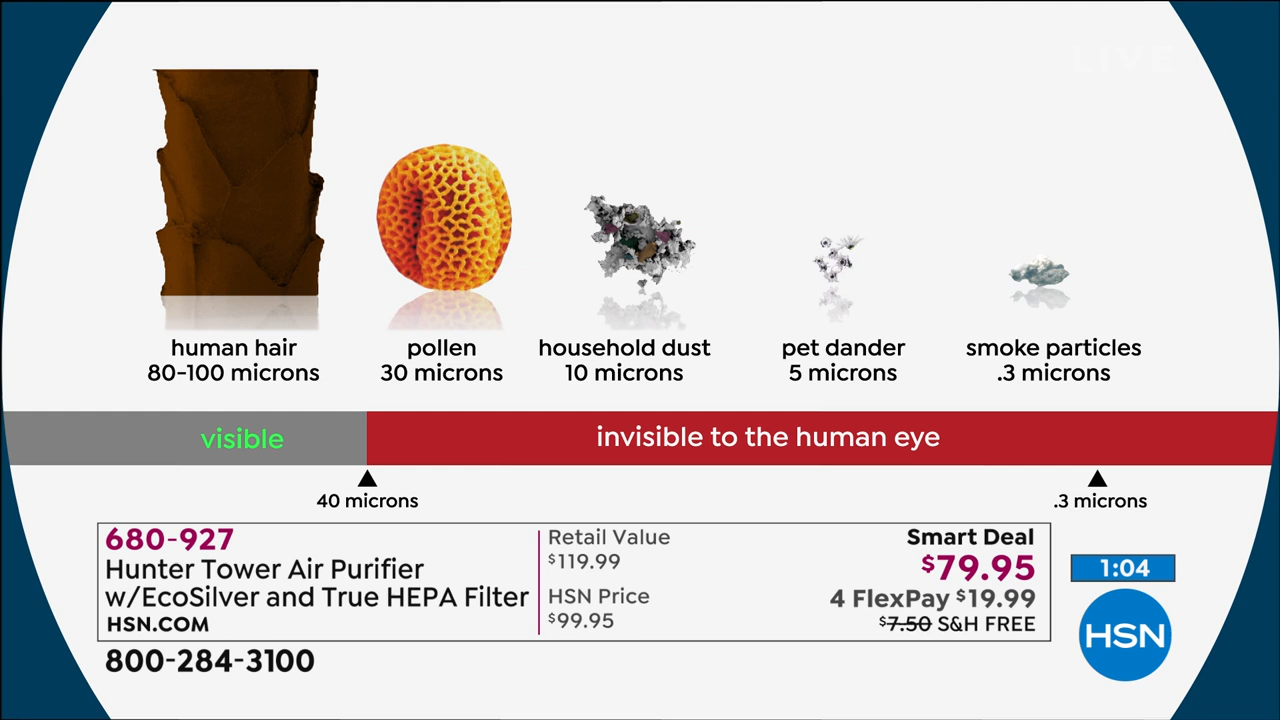 LIVE
human hair
80-100 microns
pollen
30 microns
household dust
10 microns
pet dander
5 microns
smoke particles
.3 microns
visible
invisible to the human eye
40 microns
.3 microns
680-927
Hunter Tower Air Purifier
w/EcoSilver and True HEPA Filter
HSN.COM
Retail Value
$119.99
HSN Price
$99.95
Smart Deal
$79.95
4 FlexPay $19.99
$7.50 S&H FREE
1:04
HSN
800-284-3100